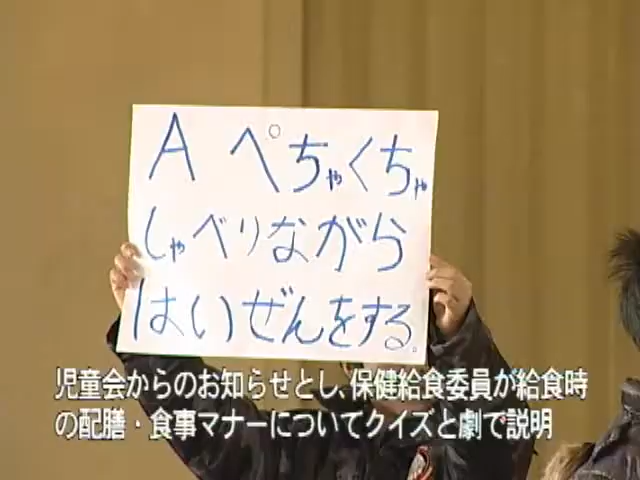 A ぺちゃくちゃ
しゃべりながら
はいぜんをする。
児童会からのお知らせとし、保健給食委員が給食時
の配膳・食事マナーについてクイズと劇で説明